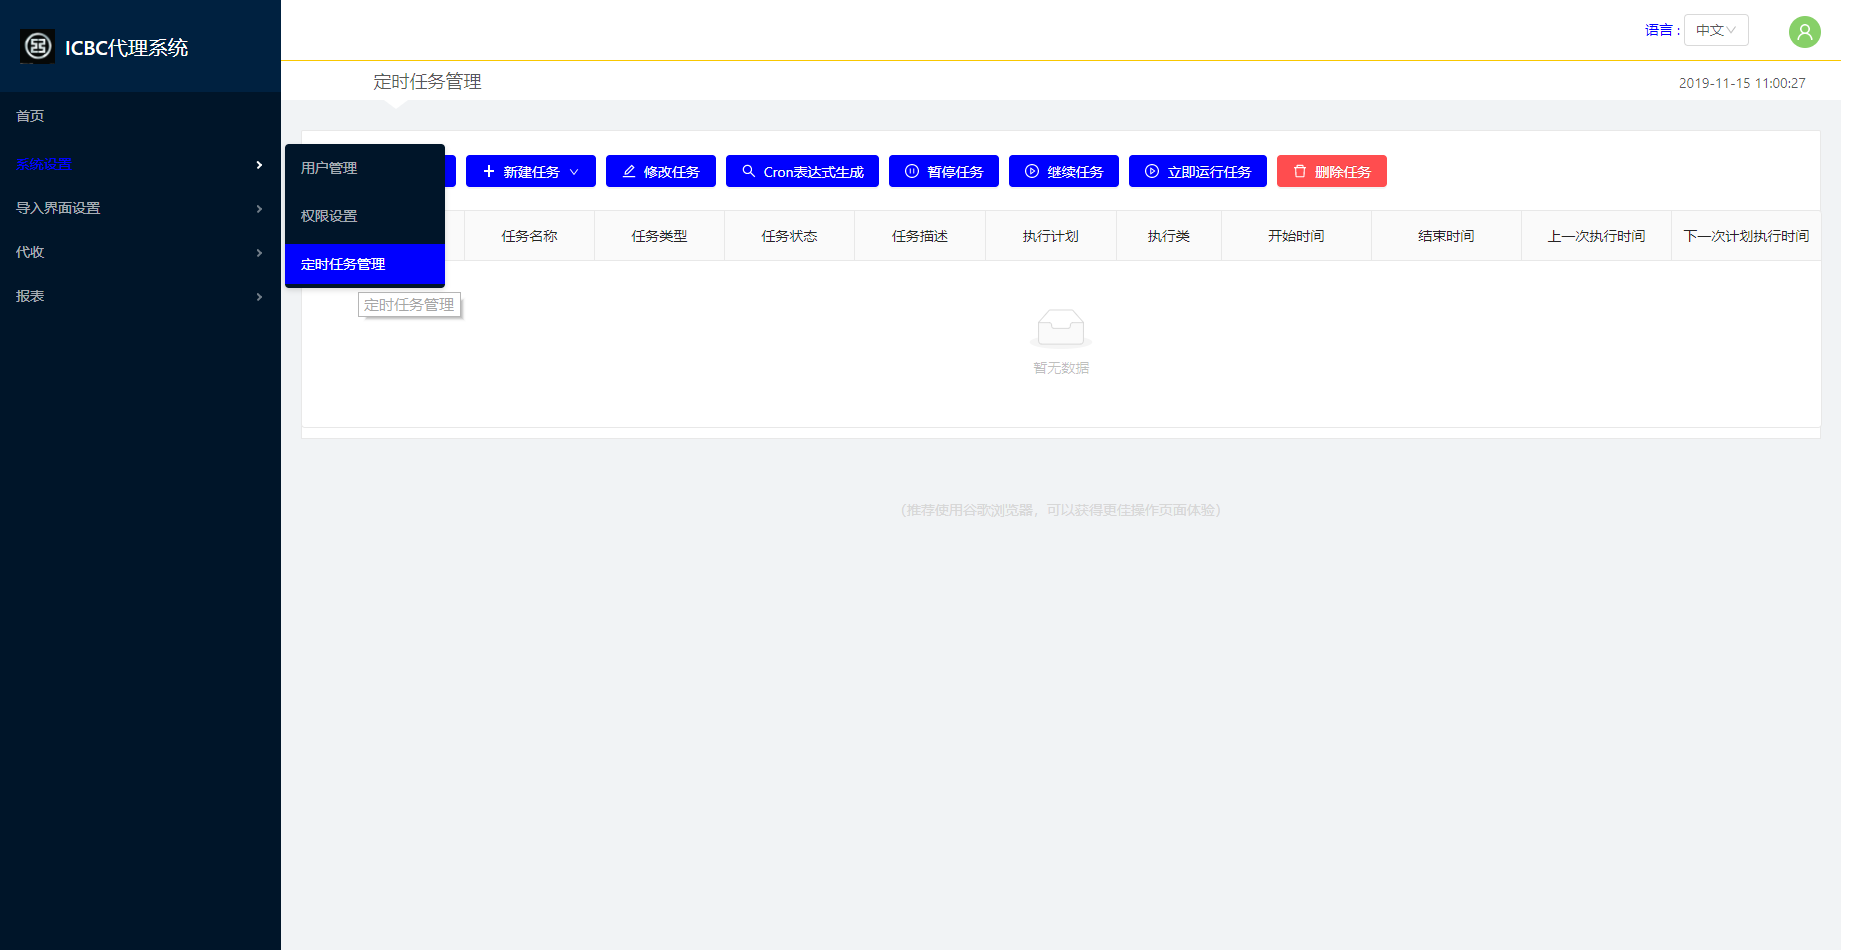 ICBC代理系统
语言 :
中文
定时任务管理
2019-11-15 11:00:27
首页
系统设置
导入界面设置
代收
报表
用户管理
权限设置
定时任务管理
定时任务管理
新建任务
修改任务
Cron表达式生成
暂停任务
继续任务
立即运行任务
删除任务
任务名称
任务类型
任务状态
任务描述
执行计划
执行类
开始时间
结束时间
上一次执行时间
下一次计划执行时间
暂无数据
（推荐使用谷歌浏览器，可以获得更佳操作页面体验）